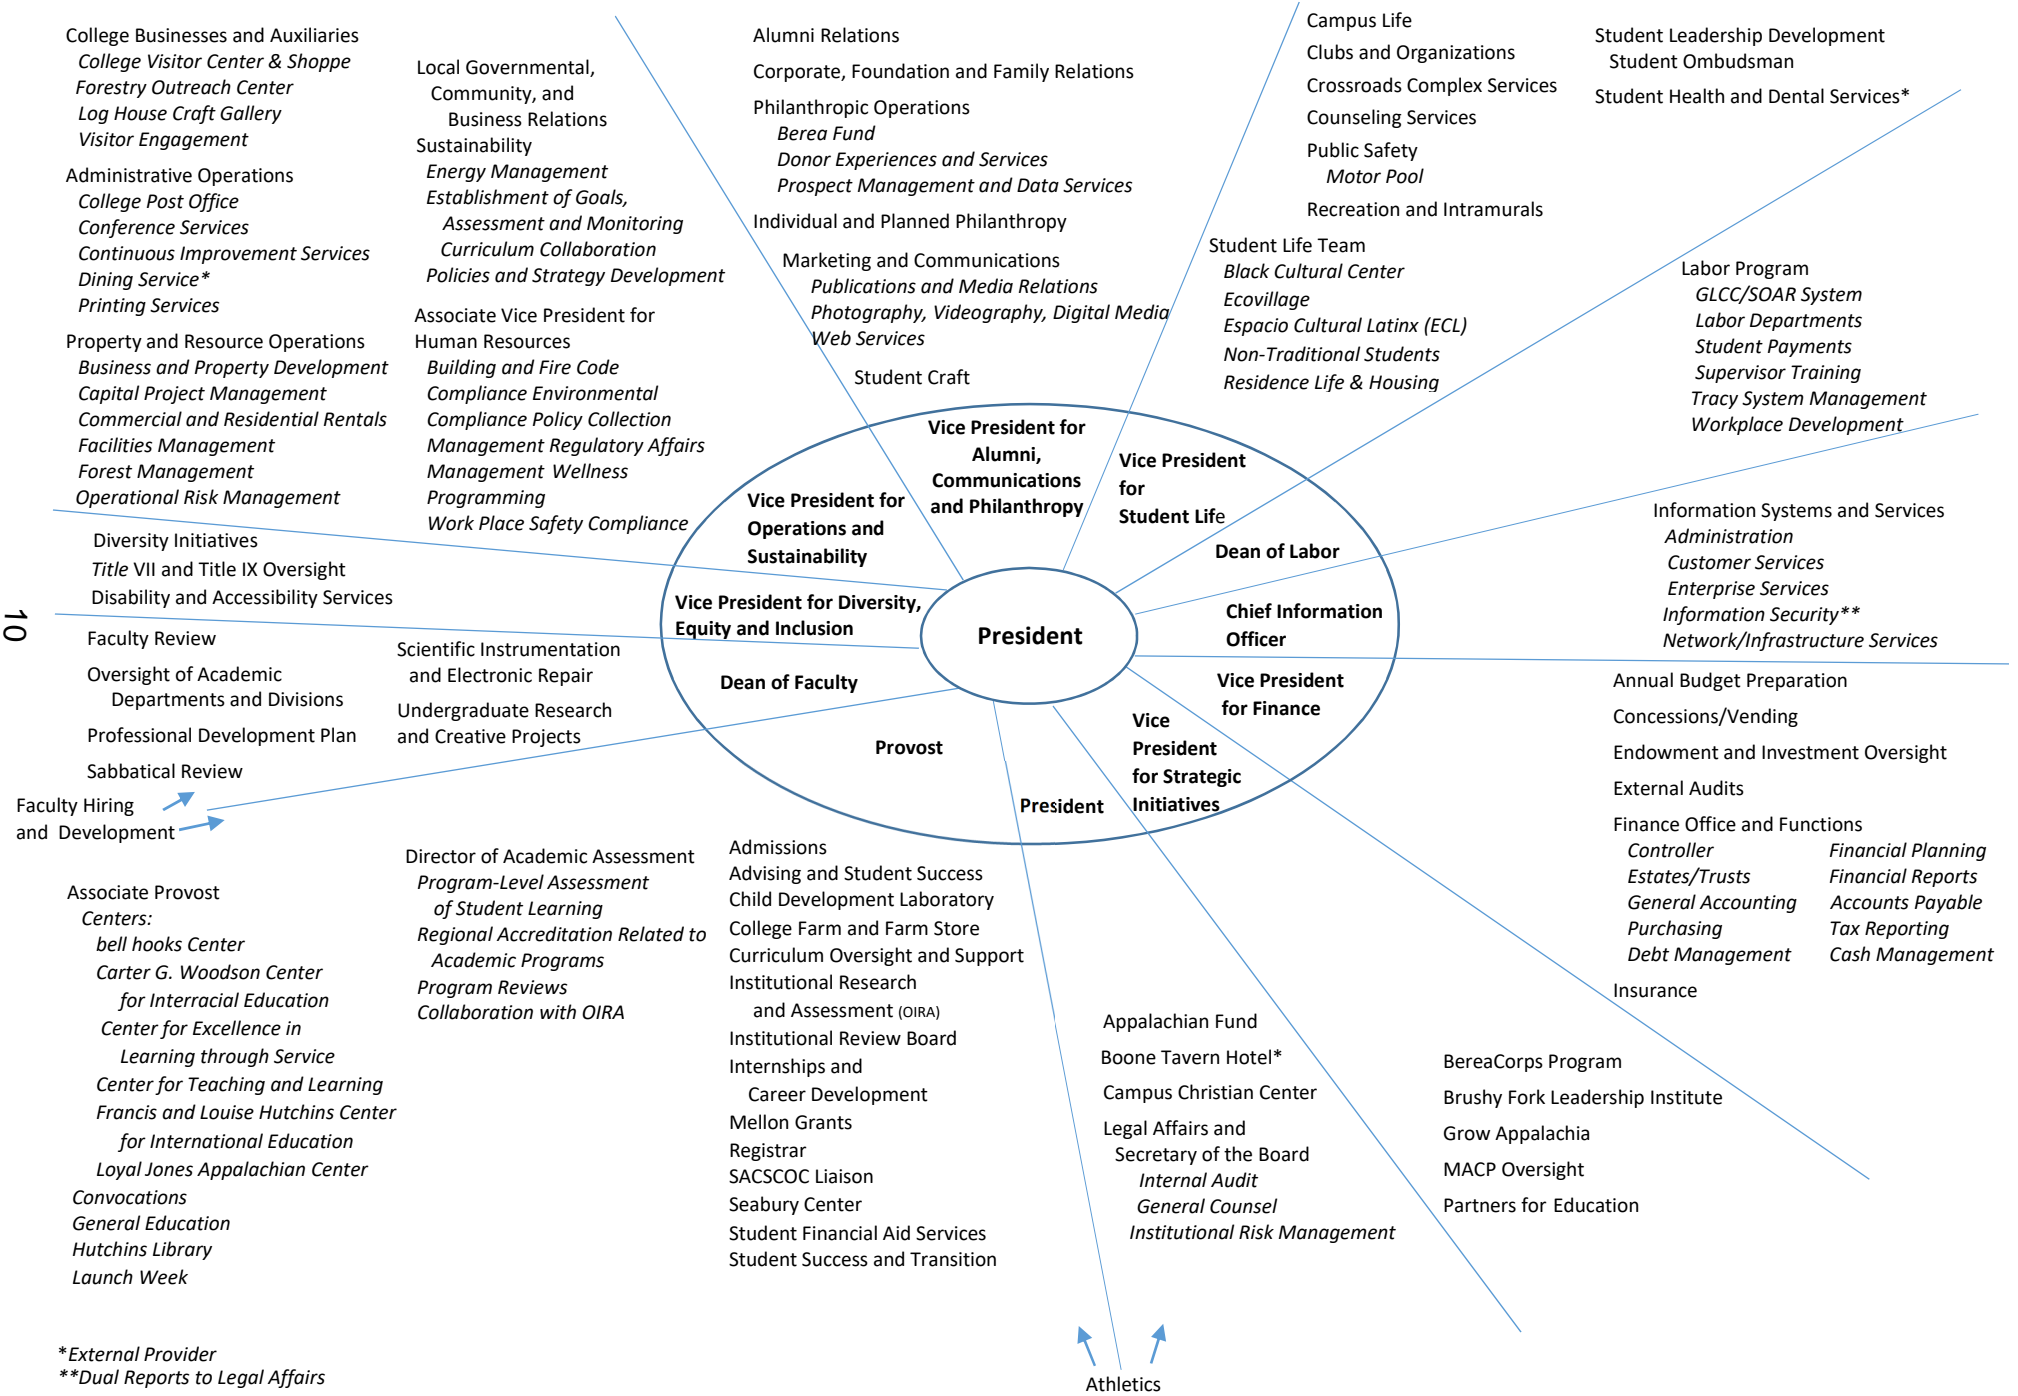 College Businesses and Auxiliaries
College Visitor Center & Shoppe
Forestry Outreach Center
Log House Craft Gallery
Visitor Engagement
Administrative Operations
College Post Office
Conference Services
Continuous Improvement Services
Dining Service*
Printing Services
Property and Resource Operations
Business and Property Development
Capital Project Management
Commercial and Residential Rentals
Facilities Management
Forest Management
Operational Risk Management
Local Governmental,
Community, and
Business Relations
Sustainability
Energy Management
Establishment of Goals,
Assessment and Monitoring
Curriculum Collaboration
Policies and Strategy Development
Associate Vice President for
Human Resources
Building and Fire Code
Compliance Environmental
Compliance Policy Collection
Management Regulatory Affairs
Management Wellness
Programming
Work Place Safety Compliance
Alumni Relations
Corporate, Foundation and Family Relations
Philanthropic Operations
Berea Fund
Donor Experiences and Services
Prospect Management and Data Services
Individual and Planned Philanthropy
Marketing and Communications
Publications and Media Relations
Photography, Videography, Digital Media
Web Services
Student Craft
Campus Life
Clubs and Organizations
Crossroads Complex Services
Counseling Services
Public Safety
Motor Pool
Recreation and Intramurals
Student Life Team
Black Cultural Center
Ecovillage
Espacio Cultural Latinx (ECL)
Non-Traditional Students
Residence Life & Housing
Student Leadership Development
Student Ombudsman
Student Health and Dental Services*
Labor Program
GLCC/SOAR System
Labor Departments
Student Payments
Supervisor Training
Tracy System Management
Workplace Development
Information Systems and Services
Administration
Customer Services
Enterprise Services
Information Security**
Network/Infrastructure Services
Vice President for
Operations and
Sustainability
Vice President for
Alumni,
Communications
and Philanthropy
Vice President
for
Student Life
Dean of Labor
Chief Information
Officer
Vice President
for Finance
Vice
President
for Strategic
Initiatives
President
Provost
Dean of Faculty
Vice President for Diversity,
Equity and Inclusion
President
Diversity Initiatives
Title VII and Title IX Oversight
Disability and Accessibility Services
10
Faculty Review
Oversight of Academic
Departments and Divisions
Professional Development Plan
Sabbatical Review
Scientific Instrumentation
and Electronic Repair
Undergraduate Research
and Creative Projects
Faculty Hiring
and Development
Associate Provost
Centers:
bell hooks Center
Carter G. Woodson Center
for Interracial Education
Center for Excellence in
Learning through Service
Center for Teaching and Learning
Francis and Louise Hutchins Center
for International Education
Loyal Jones Appalachian Center
Convocations
General Education
Hutchins Library
Launch Week
Director of Academic Assessment
Program-Level Assessment
of Student Learning
Regional Accreditation Related to
Academic Programs
Program Reviews
Collaboration with OIRA
Admissions
Advising and Student Success
Child Development Laboratory
College Farm and Farm Store
Curriculum Oversight and Support
Institutional Research
and Assessment (OIRA)
Institutional Review Board
Internships and
Career Development
Mellon Grants
Registrar
SACSCOC Liaison
Seabury Center
Student Financial Aid Services
Student Success and Transition
Appalachian Fund
Boone Tavern Hotel*
Campus Christian Center
Legal Affairs and
Secretary of the Board
Internal Audit
General Counsel
Institutional Risk Management
Athletics
BereaCorps Program
Brushy Fork Leadership Institute
Grow Appalachia
MACP Oversight
Partners for Education
Annual Budget Preparation
Concessions/Vending
Endowment and Investment Oversight
External Audits
Finance Office and Functions
Controller Financial Planning
Estates/Trusts Financial Reports
General Accounting Accounts Payable
Purchasing Tax Reporting
Debt Management Cash Management
Insurance
*External Provider
**Dual Reports to Legal Affairs